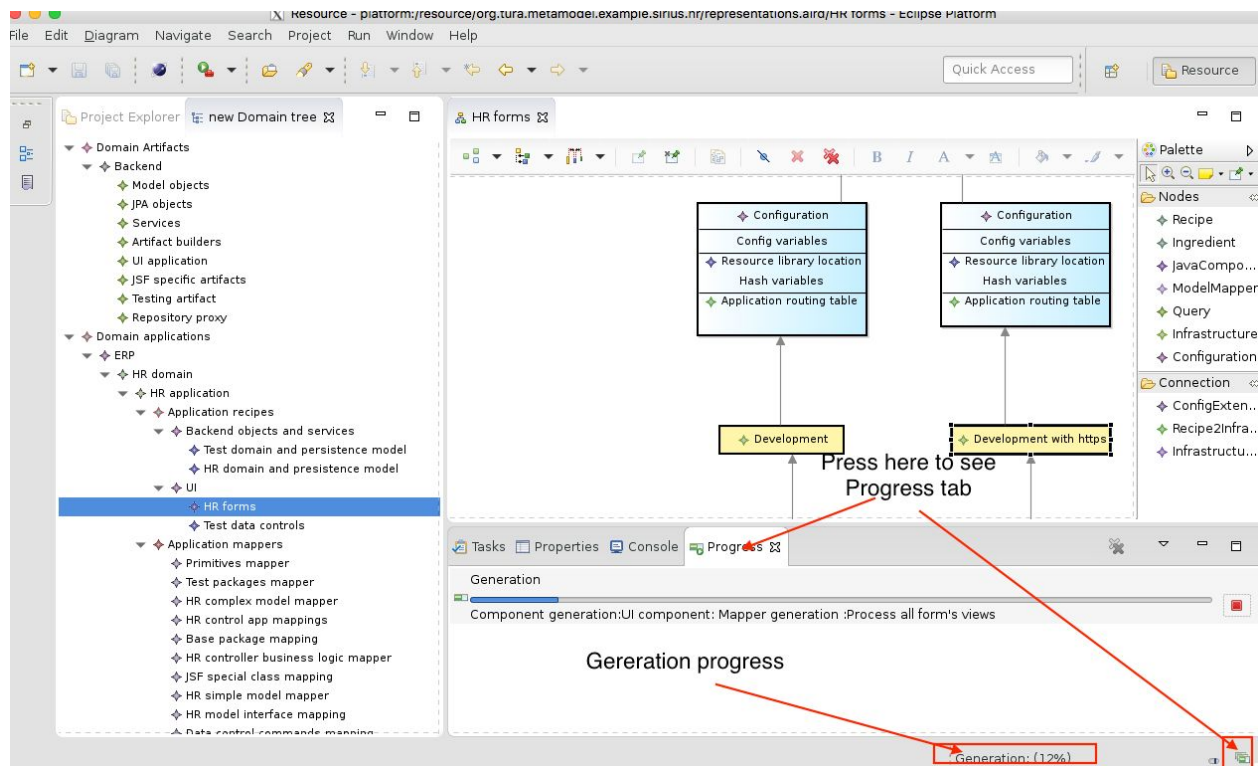 Resource - platform:/resource/org.tura.metamodel.example.sirius.hr/representations.aird/HR forms - Eclipse Platform
File Edit Diagram Navigate Search Project Run Window Help
Quick Access
Resource
Project Explorer
new Domain tree
Domain Artifacts
Backend
Model objects
JPA objects
Services
Artifact builders
UI application
JSF specific artifacts
Testing artifact
Repository proxy
Domain applications
ERP
HR domain
HR application
Application recipes
Backend objects and services
Test domain and persistence model
HR domain and presistence model
UI
HR forms
Test data controls
Application mappers
Primitives mapper
Test packages mapper
HR complex model mapper
HR control app mappings
Base package mapping
HR controller business logic mapper
JSF special class mapping
HR simple model mapper
HR model interface mapping
Data control commands mapping
HR forms
B I A
Configuration
Config variables
Resource library location
Hash variables
Application routing table
Configuration
Config variables
Resource library location
Hash variables
Application routing table
Development
Development with https
Press here to see
Progress tab
Palette
Nodes
Recipe
Ingredient
JavaCompo...
ModelMapper
Query
Infrastructure
Configuration
Connection
ConfigExten...
Recipe2Infra...
Infrastructu...
Tasks Properties Console Progress
Generation
Component generation:UI component: Mapper generation :Process all form's views
Gereration progress
Generation: (12%)